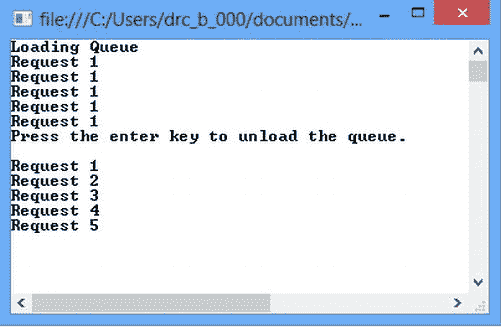 file:///C:/Users/drc_b_000/documents/...
Loading Queue
Request 1
Request 1
Request 1
Request 1
Request 1
Press the enter key to unload the queue.
Request 1
Request 2
Request 3
Request 4
Request 5